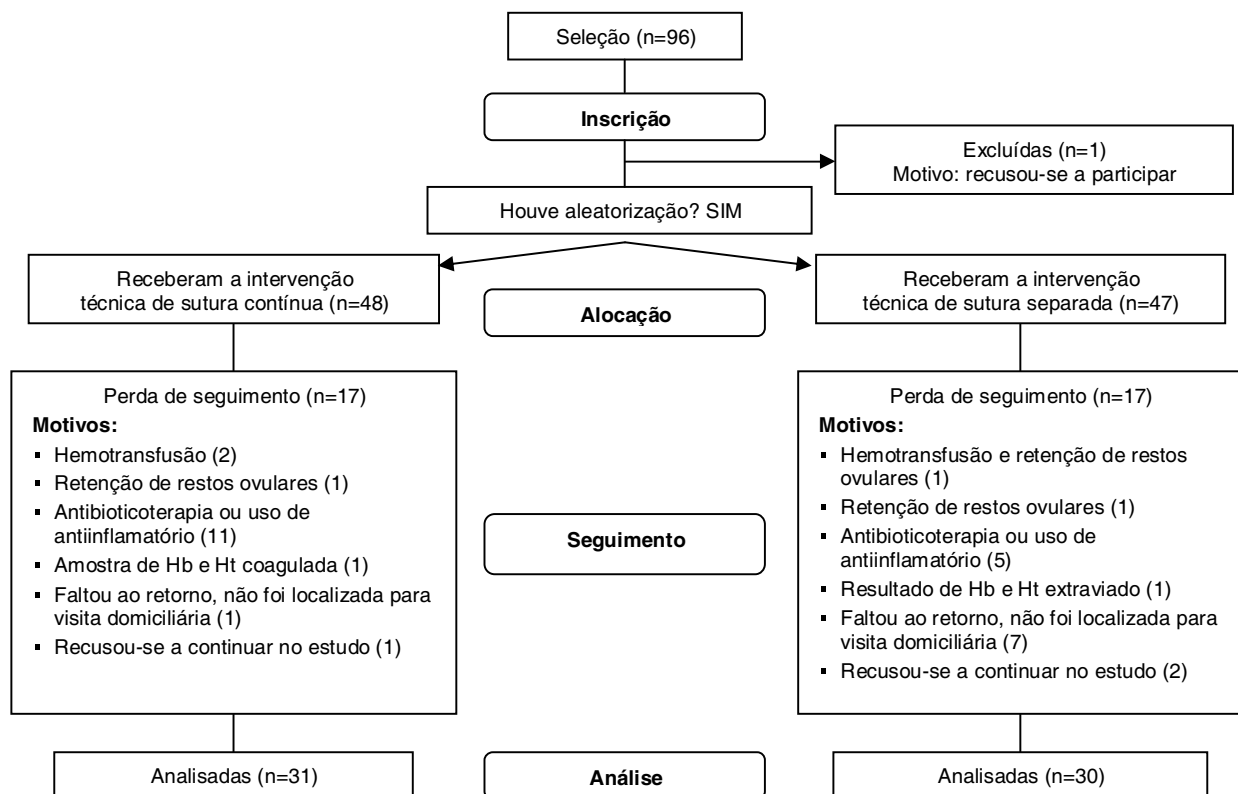 Seleção (n=96)
Inscrição
Excluídas (n=1)
Motivo: recusou-se a participar
Houve aleatorização? SIM
Receberam a intervenção
técnica de sutura contínua (n=48)
Alocação
Receberam a intervenção
técnica de sutura separada (n=47)
Perda de seguimento (n=17)
Motivos:
▪ Hemotransfusão (2)
▪ Retenção de restos ovulares (1)
▪ Antibioticoterapia ou uso de
antiinflamatório (11)
▪ Amostra de Hb e Ht coagulada (1)
▪ Faltou ao retorno, não foi localizada para
visita domiciliária (1)
▪ Recusou-se a continuar no estudo (1)
Seguimento
Perda de seguimento (n=17)
Motivos:
▪ Hemotransfusão e retenção de restos
ovulares (1)
▪ Retenção de restos ovulares (1)
▪ Antibioticoterapia ou uso de
antiinflamatório (5)
▪ Resultado de Hb e Ht extraviado (1)
▪ Faltou ao retorno, não foi localizada para
visita domiciliária (7)
▪ Recusou-se a continuar no estudo (2)
Analisadas (n=31)
Análise
Analisadas (n=30)